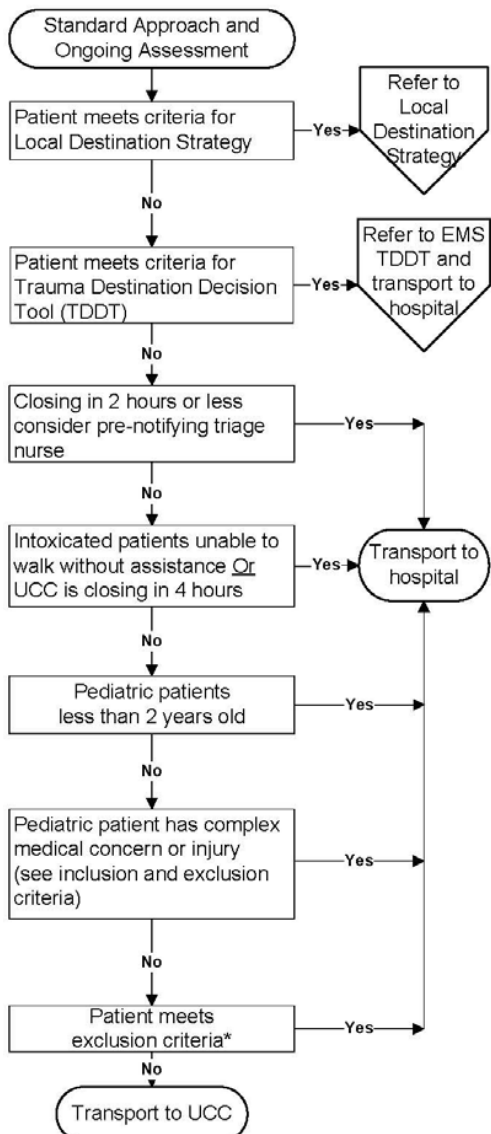 Standard Approach and
Ongoing Assessment
Patient meets criteria for
Local Destination Strategy
Yes
Refer to
Local
Destination
Strategy
No
Patient meets criteria for
Trauma Destination Decision
Tool (TDDT)
Yes
Refer to EMS
TDDT and
transport to
hospital
No
Closing in 2 hours or less
consider pre-notifying triage
nurse
Yes
No
Intoxicated patients unable to
walk without assistance Or
UCC is closing in 4 hours
Yes
Transport to
hospital
No
Pediatric patients
less than 2 years old
Yes
No
Pediatric patient has complex
medical concern or injury
(see inclusion and exclusion
criteria)
Yes
No
Patient meets
exclusion criteria*
Yes
No
Transport to UCC